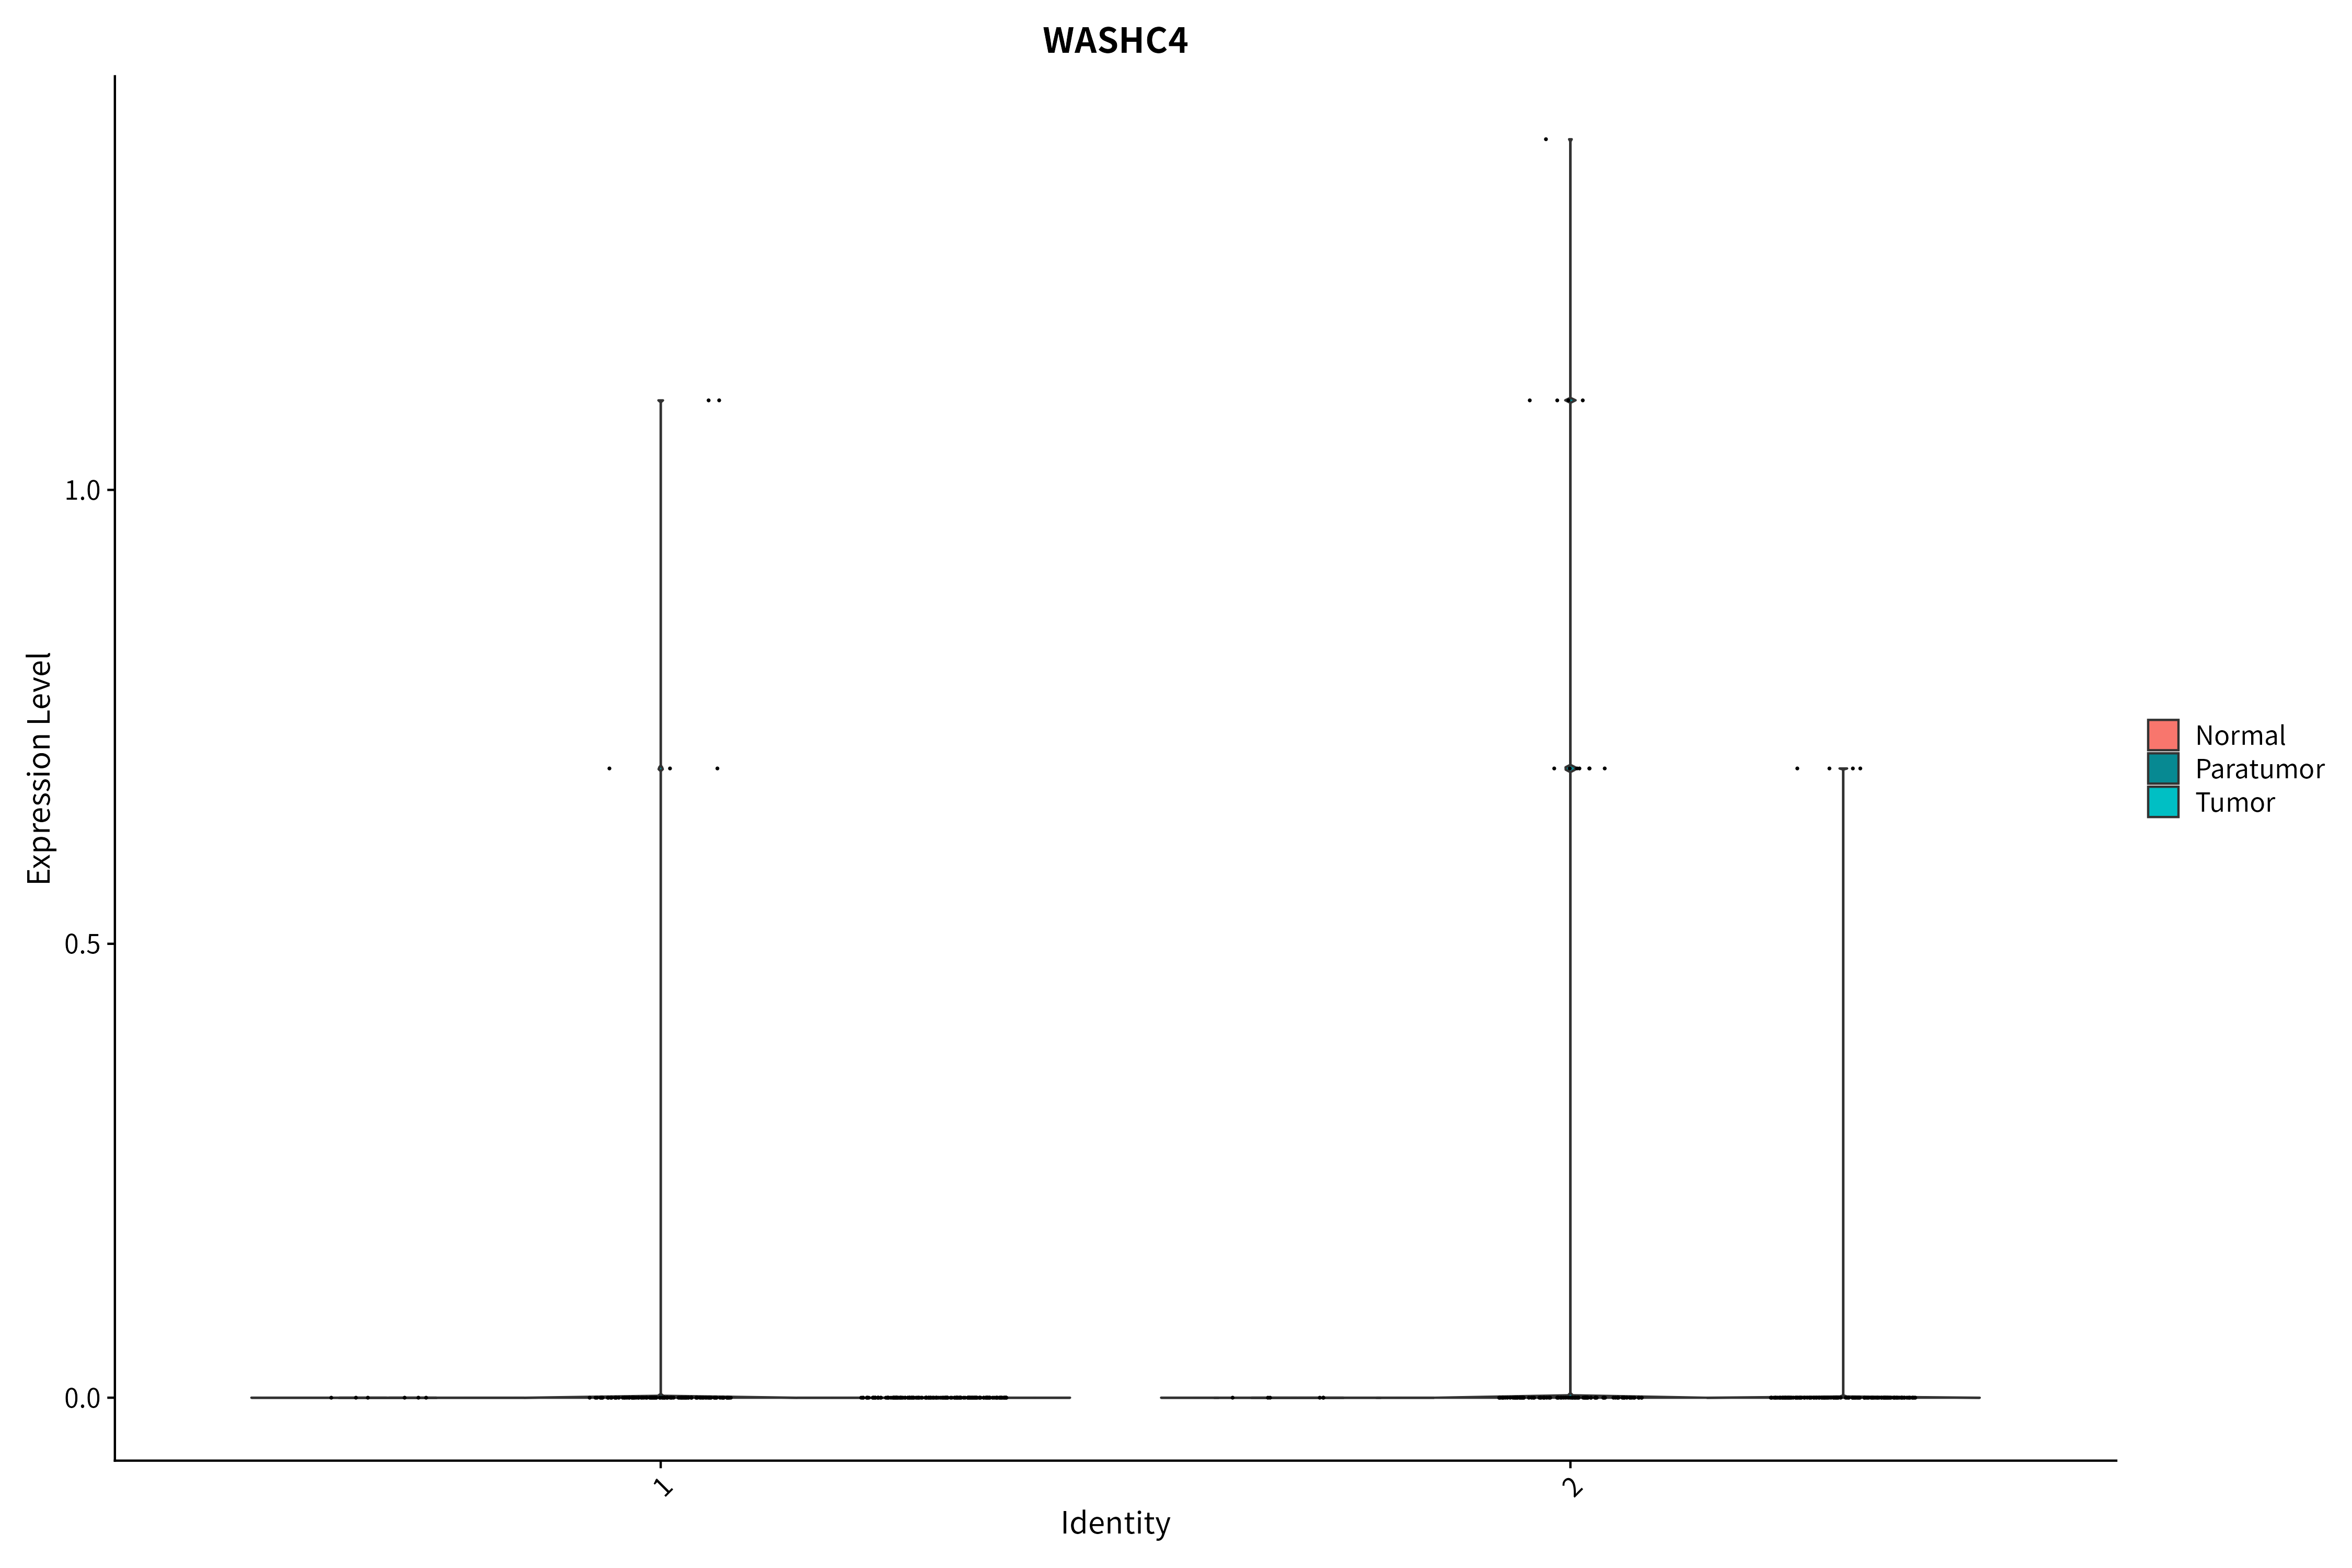 WASHC4
Expression Level
1.0
0.5
0.0
1
2
Identity
Normal
Paratumor
Tumor